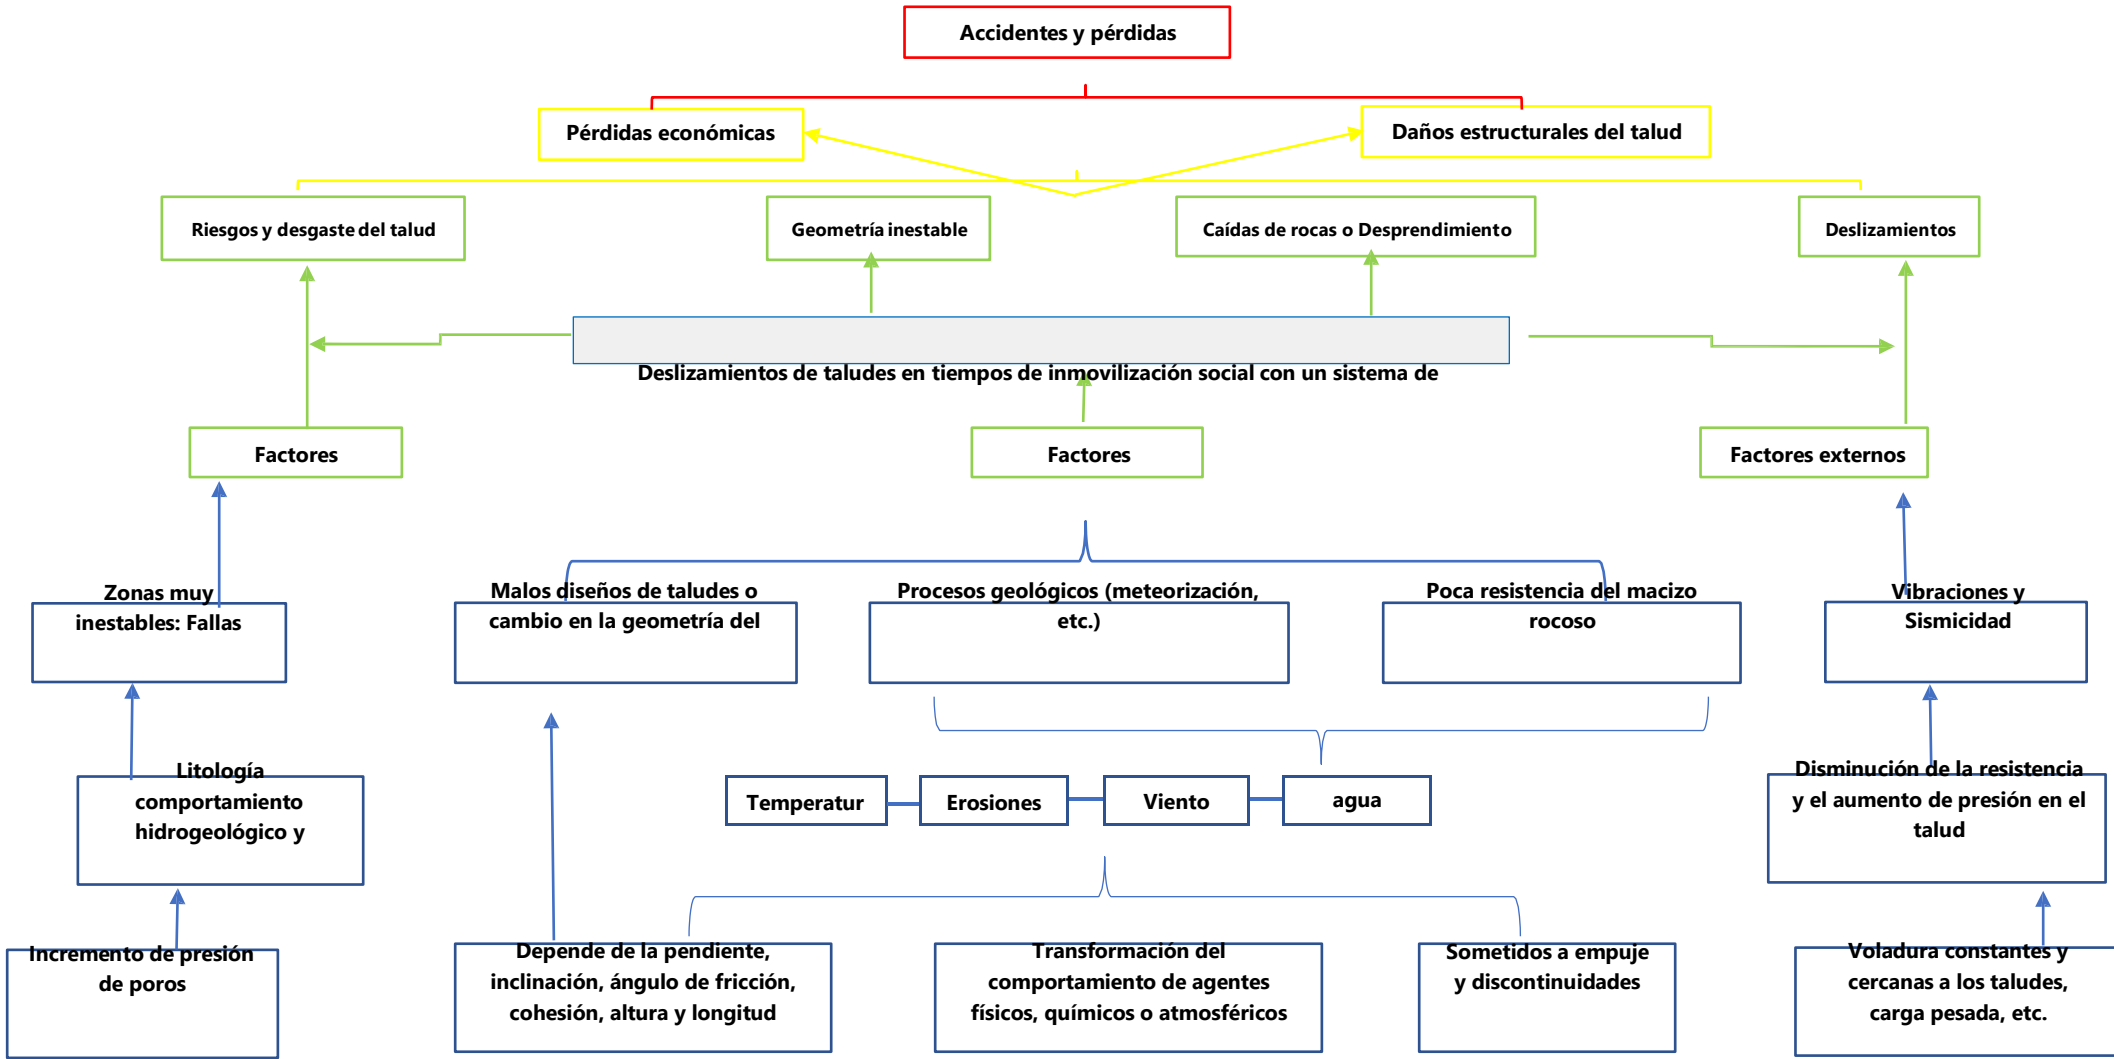 Accidentes y pérdidas
Pérdidas económicas
Daños estructurales del talud
Riesgos y desgaste del talud
Geometría inestable
Caídas de rocas o Desprendimiento
Deslizamientos
Deslizamientos de taludes en tiempos de inmovilización social con un sistema de
Factores
Factores
Factores externos
Zonas muy
inestables: Fallas
Malos diseños de taludes o
cambio en la geometría del
Procesos geológicos (meteorización,
etc.)
Poca resistencia del macizo
rocoso
Vibraciones y
Sismicidad
Litología
comportamiento
hidrogeológico y
Temperatur
Erosiones
Viento
agua
Disminución de la resistencia
y el aumento de presión en el
talud
Incremento de presión
de poros
Depende de la pendiente,
inclinación, ángulo de fricción,
cohesión, altura y longitud
Transformación del
comportamiento de agentes
físicos, químicos o atmosféricos
Sometidos a empuje
y discontinuidades
Voladura constantes y
cercanas a los taludes,
carga pesada, etc.